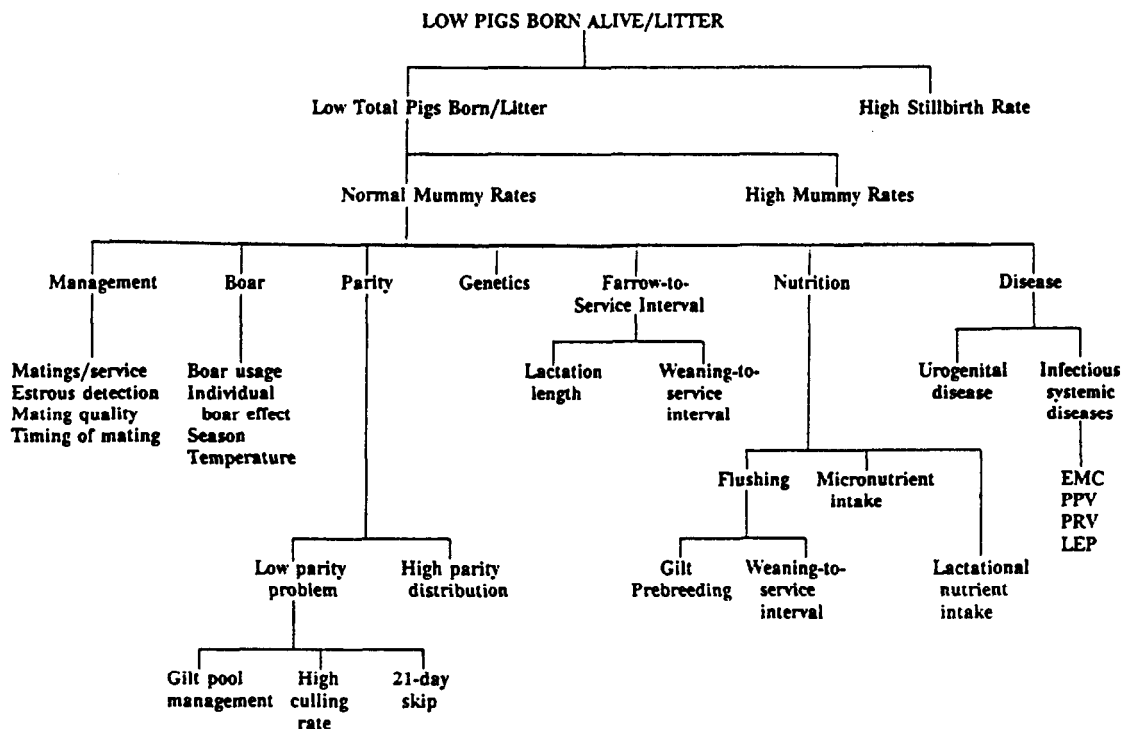 LOW PIGS BORN ALIVE/LITTER
Low Total Pigs Born/Litter
High Stillbirth Rate
Normal Mummy Rates
High Mummy Rates
Management
Boar
Parity
Genetics
Farrow-to-
Service Interval
Nutrition
Disease
Matings/service
Estrous detection
Mating quality
Timing of mating
Boar usage
Individual
boar effect
Season
Temperature
Lactation
length
Weaning-to-
service
interval
Urogenital
disease
Infectious
systemic
diseases
Flushing
Micronutrient
intake
EMC
PPV
PRV
LEP
Low parity
problem
High parity
distribution
Gilt
Prebreeding
Weaning-to-
service
interval
Lactational
nutrient
intake
Gilt pool
management
High
culling
rate
21-day
skip